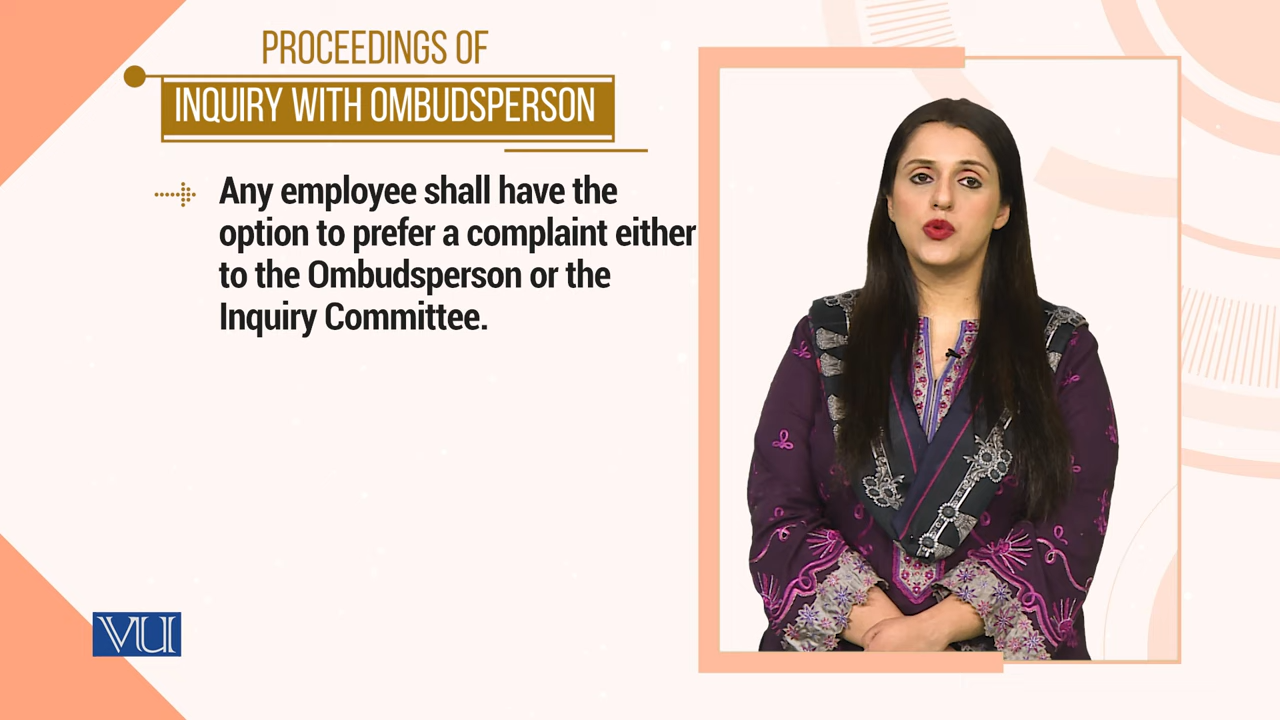 PROCEEDINGS OF
INQUIRY WITH OMBUDSPERSON
Any employee shall have the
option to prefer a complaint either
to the Ombudsperson or the
Inquiry Committee.
VU